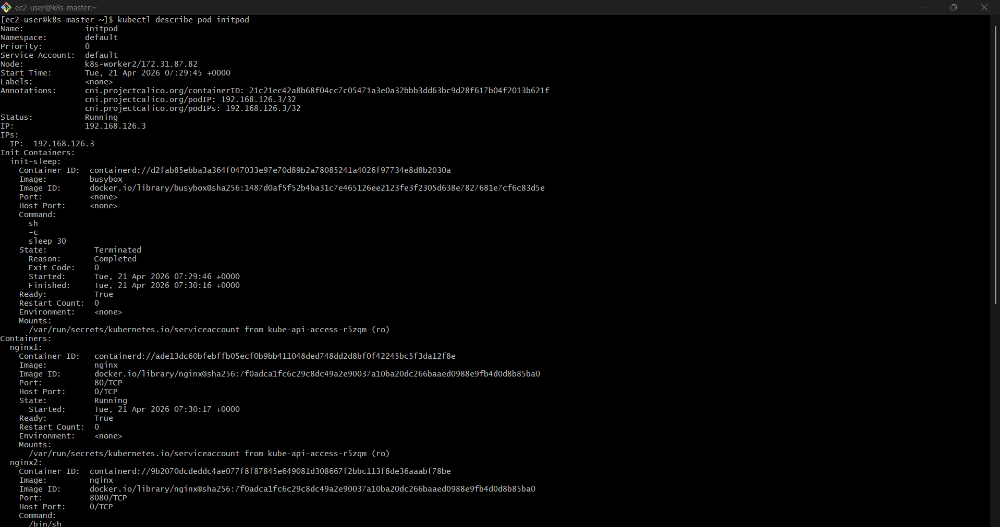 ec2-user@k8s-master:~
[ec2-user@k8s-master ~]$ kubectl describe pod initpod
Name:             initpod
Namespace:        default
Priority:         0
Service Account:  default
Node:             k8s-worker2/172.31.87.82
Start Time:       Tue, 21 Apr 2026 07:29:45 +0000
Labels:           <none>
Annotations:      cni.projectcalico.org/containerID: 21c21ec42a8b68f04cc7c05471a3e0a32bbb3dd63bc9d28f617b04f2013b621f
                  cni.projectcalico.org/podIP: 192.168.126.3/32
                  cni.projectcalico.org/podIPs: 192.168.126.3/32
Status:           Running
IP:               192.168.126.3
IPs:
  IP:  192.168.126.3
Init Containers:
  init-sleep:
    Container ID:  containerd://d2fab85ebba3a364f047033e97e70d89b2a78085241a4026f97734e8d8b2030a
    Image:         busybox
    Image ID:      docker.io/library/busybox@sha256:1487d0af5f52b4ba31c7e465126ee2123fe3f2305d638e7827681e7cf6c83d5e
    Port:          <none>
    Host Port:     <none>
    Command:
      sh
      -c
      sleep 30
    State:          Terminated
      Reason:       Completed
      Exit Code:    0
      Started:      Tue, 21 Apr 2026 07:29:46 +0000
      Finished:     Tue, 21 Apr 2026 07:30:16 +0000
    Ready:          True
    Restart Count:  0
    Environment:    <none>
    Mounts:
      /var/run/secrets/kubernetes.io/serviceaccount from kube-api-access-r5zqm (ro)
Containers:
  nginx1:
    Container ID:   containerd://ade13dc60bfebffb05ecf0b9bb411048ded748dd2d8bf0f42245bc5f3da12f8e
    Image:          nginx
    Image ID:       docker.io/library/nginx@sha256:7f0adca1fc6c29c8dc49a2e90037a10ba20dc266baaed0988e9fb4d0d8b85ba0
    Port:           80/TCP
    Host Port:      0/TCP
    State:          Running
      Started:      Tue, 21 Apr 2026 07:30:17 +0000
    Ready:          True
    Restart Count:  0
    Environment:    <none>
    Mounts:
      /var/run/secrets/kubernetes.io/serviceaccount from kube-api-access-r5zqm (ro)
  nginx2:
    Container ID:  containerd://9b2070dcdeddc4ae077f8f87845e649081d308667f2bbc113f8de36aaabf78be
    Image:         nginx
    Image ID:      docker.io/library/nginx@sha256:7f0adca1fc6c29c8dc49a2e90037a10ba20dc266baaed0988e9fb4d0d8b85ba0
    Port:          8080/TCP
    Host Port:     0/TCP
    Command:
      /bin/sh